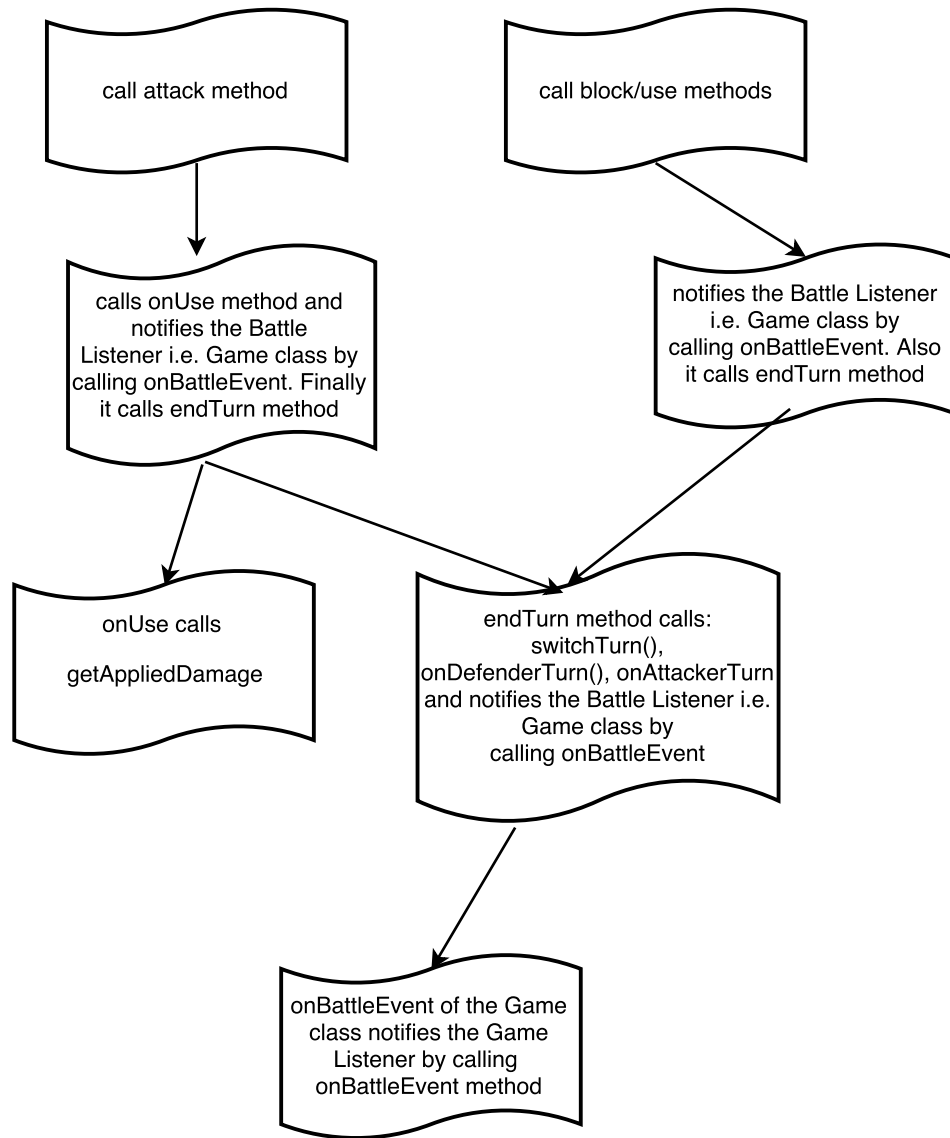 call attack method
call block/use methods
calls onUse method and
notifies the Battle
Listener i.e. Game class by
calling onBattleEvent. Finally
it calls endTurn method
notifies the Battle Listener
i.e. Game class by
calling onBattleEvent. Also
it calls endTurn method
onUse calls
getAppliedDamage
endTurn method calls:
switchTurn(),
onDefenderTurn(), onAttackerTurn
and notifies the Battle Listener i.e.
Game class by
calling onBattleEvent
onBattleEvent of the Game
class notifies the Game
Listener by calling
onBattleEvent method